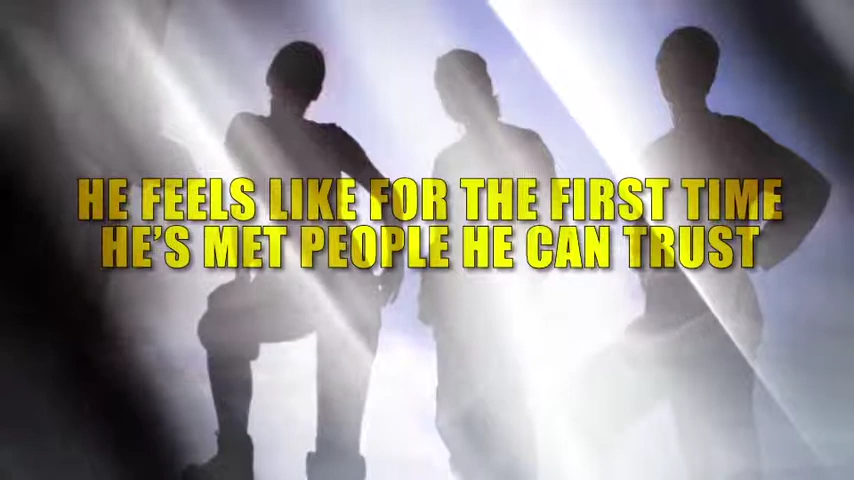 HE FEELS LIKE FOR THE FIRST TIME
HE'S MET PEOPLE HE CAN TRUST